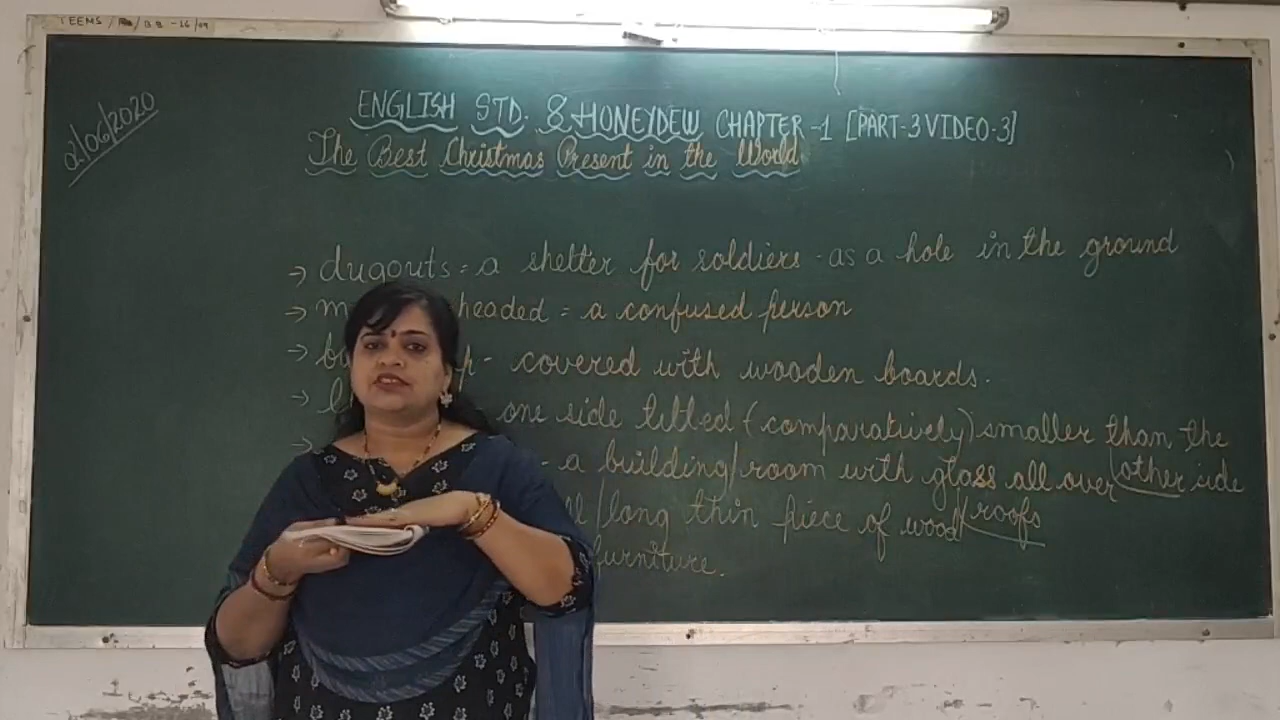 TEEMS / / B.B - 16/09
2/06/2020
ENGLISH STD. 8 HONEYDEW CHAPTER-1 [PART-3 VIDEO-3]
The Best Christmas Present in the World
→ dugouts = a shelter for soldiers - as a hole in the ground
→ headed = a confused person
→ - covered with wooden boards.
→ one side tilted (comparatively) smaller than the other side
→ - a building/room with glass all over roofs
/long thin piece of wood
furniture.